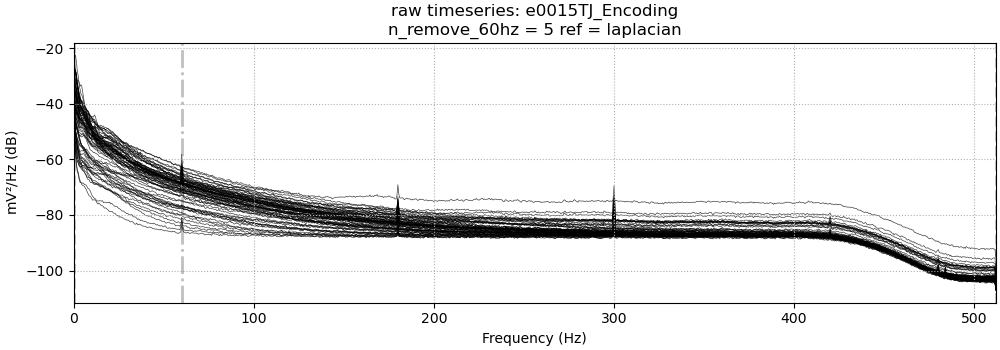 raw timeseries: e0015TJ_Encoding
n_remove_60hz = 5 ref = laplacian
mV²/Hz (dB)
−20
−40
−60
−80
−100
0
100
200
300
400
500
Frequency (Hz)